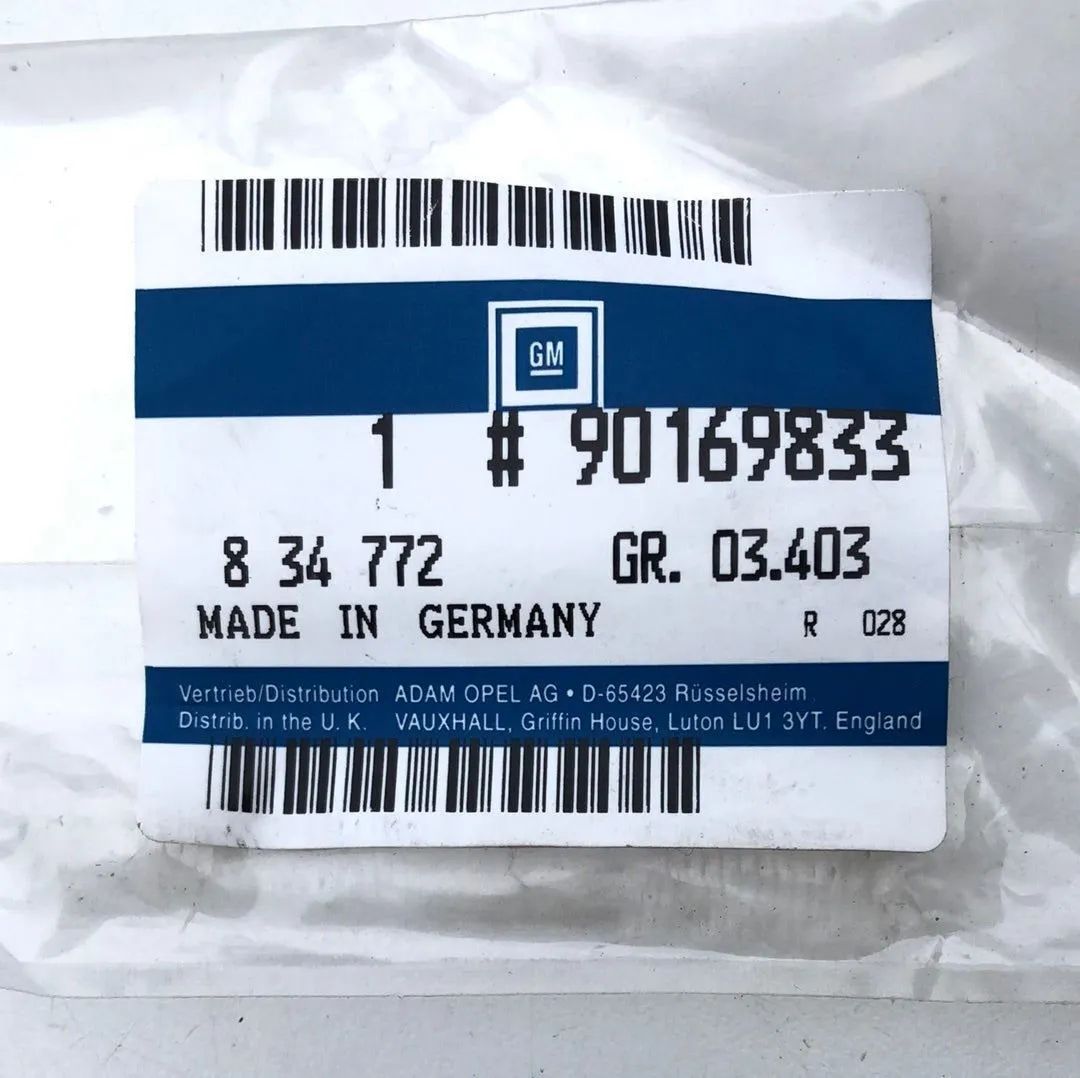 GM
1 # 90169833
8 34 772 GR. 03.403
MADE IN GERMANY R 028
Vertrieb/Distribution ADAM OPEL AG • D-65423 Rüsselsheim
Distrib. in the U. K. VAUXHALL, Griffin House, Luton LU1 3YT. England